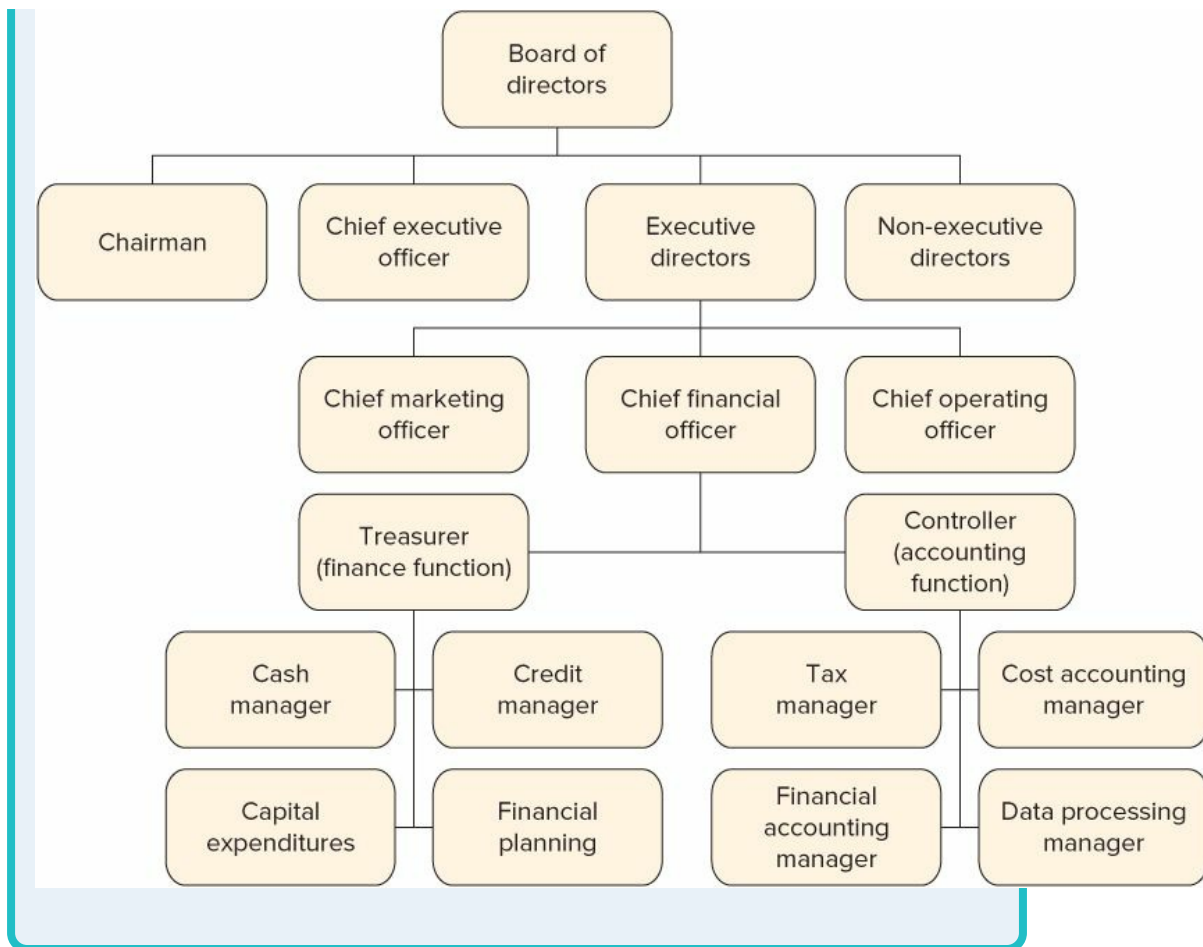 Board of
directors
Chairman
Chief executive
officer
Executive
directors
Non-executive
directors
Chief marketing
officer
Chief financial
officer
Chief operating
officer
Treasurer
(finance function)
Controller
(accounting
function)
Cash
manager
Credit
manager
Tax
manager
Cost accounting
manager
Capital
expenditures
Financial
planning
Financial
accounting
manager
Data processing
manager